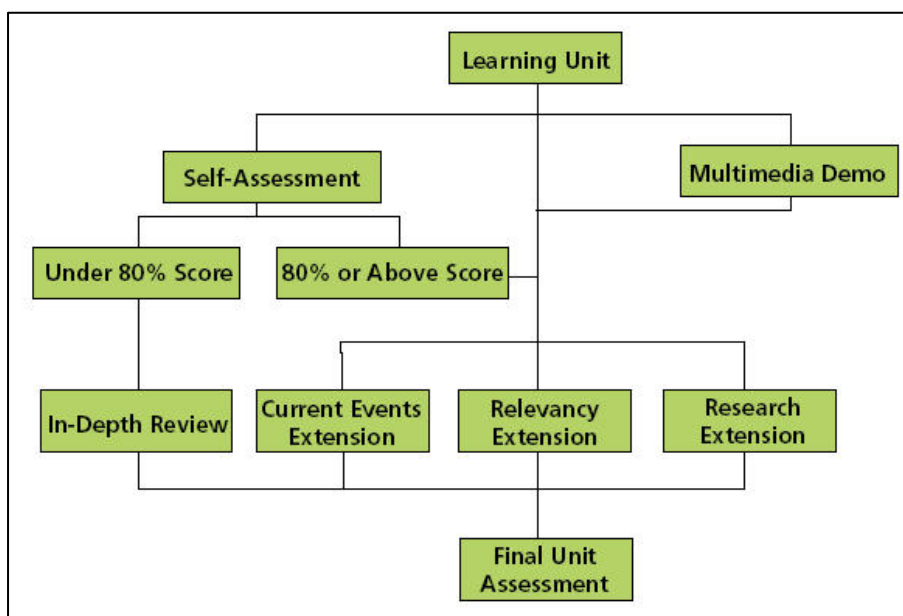 Learning Unit
Self-Assessment
Multimedia Demo
Under 80% Score
80% or Above Score
In-Depth Review
Current Events
Extension
Relevancy
Extension
Research
Extension
Final Unit
Assessment